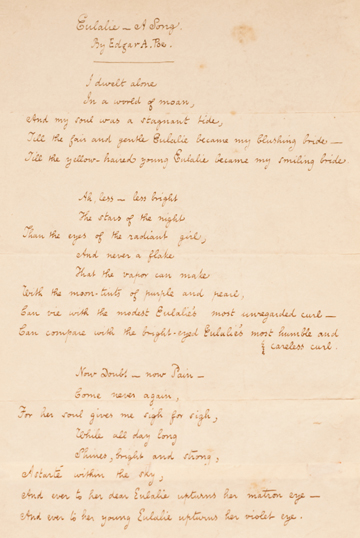 Eulalie — A Song.
By Edgar A. Poe.
I dwelt alone
In a world of moan,
And my soul was a stagnant tide,
Till the fair and gentle Eulalie became my blushing bride —
Till the yellow-haired young Eulalie became my smiling bride
Ah, less — less bright
The stars of the night
Than the eyes of the radiant girl,
And never a flake
That the vapor can make
With the moon-tints of purple and pearl,
Can vie with the modest Eulalie's most unregarded curl —
Can compare with the bright-eyed Eulalie's most humble and
& careless curl.
Now Doubt — now Pain —
Come never again,
For her soul gives me sigh for sigh,
While all day long
Shines, bright and strong,
Astarté within the sky,
And ever to her dear Eulalie upturns her matron eye —
And ever to her young Eulalie upturns her violet eye.